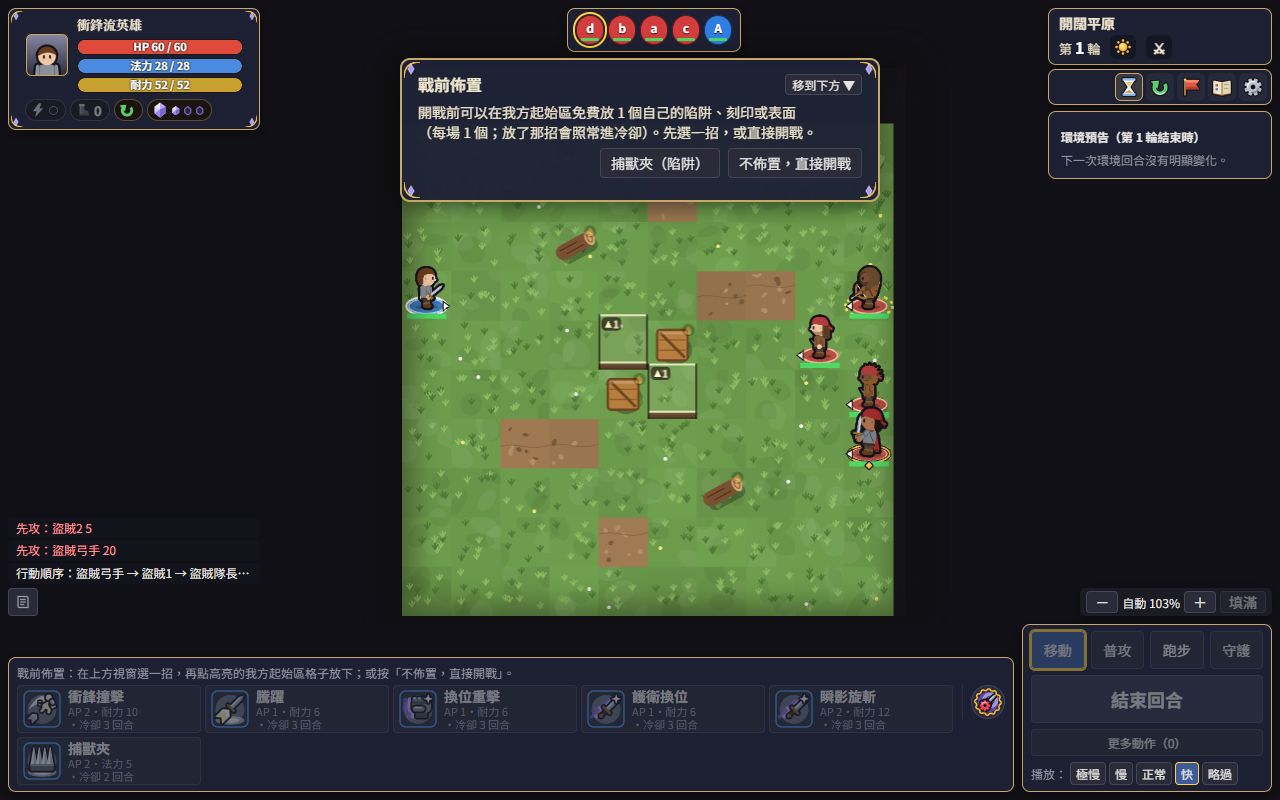 衝鋒流英雄
HP 60 / 60
法力 28 / 28
耐力 52 / 52
0
d
b
a
c
A
開闊平原
第 1 輪
環境預告（第 1 輪結束時）
下一次環境回合沒有明顯變化。
戰前佈置
移到下方▼
開戰前可以在我方起始區免費放 1 個自己的陷阱、刻印或表面
（每場 1 個；放了那招會照常進冷卻）。先選一招，或直接開戰。
捕獸夾（陷阱）
不佈置，直接開戰
▲1
▲1
先攻：盜賊2 5
先攻：盜賊弓手 20
行動順序：盜賊弓手 → 盜賊1 → 盜賊隊長…
自動 103%
填滿
戰前佈置：在上方視窗選一招，再點高亮的我方起始區格子放下；或按「不佈置，直接開戰」。
衝鋒撞擊
AP 2・耐力 10
・冷卻 3 回合
騰躍
AP 1・耐力 6
・冷卻 3 回合
換位重擊
AP 1・耐力 6
・冷卻 3 回合
護衛換位
AP 1・耐力 6
・冷卻 3 回合
瞬影旋斬
AP 2・耐力 12
・冷卻 3 回合
捕獸夾
AP 2・法力 5
・冷卻 2 回合
移動
普攻
跑步
守護
結束回合
更多動作（0）
播放：
極慢
慢
正常
快
略過